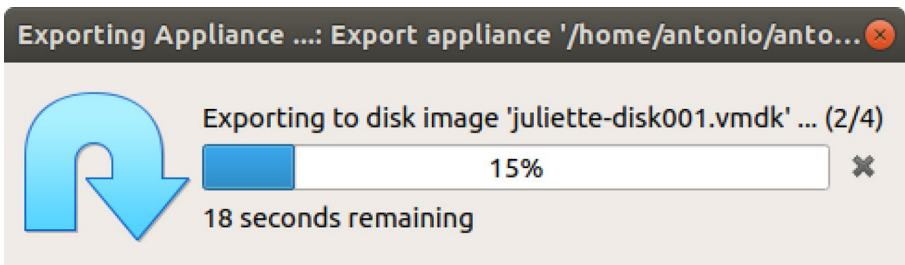 Exporting Appliance ...: Export appliance '/home/antonio/anto...
Exporting to disk image 'juliette-disk001.vmdk' ... (2/4)
15%
18 seconds remaining